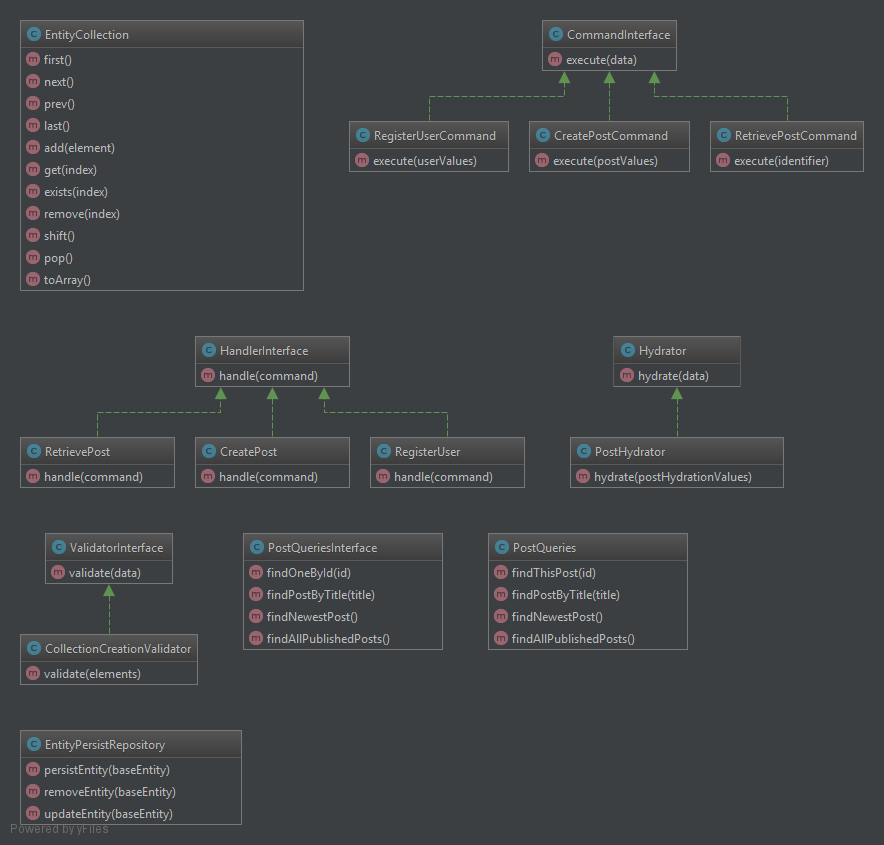 EntityCollection
first()
next()
prev()
last()
add(element)
get(index)
exists(index)
remove(index)
shift()
pop()
toArray()
CommandInterface
execute(data)
RegisterUserCommand
execute(userValues)
CreatePostCommand
execute(postValues)
RetrievePostCommand
execute(identifier)
HandlerInterface
handle(command)
Hydrator
hydrate(data)
RetrievePost
handle(command)
CreatePost
handle(command)
RegisterUser
handle(command)
PostHydrator
hydrate(postHydrationValues)
ValidatorInterface
validate(data)
CollectionCreationValidator
validate(elements)
PostQueriesInterface
findOneById(id)
findPostByTitle(title)
findNewestPost()
findAllPublishedPosts()
PostQueries
findThisPost(id)
findPostByTitle(title)
findNewestPost()
findAllPublishedPosts()
EntityPersistRepository
persistEntity(baseEntity)
removeEntity(baseEntity)
updateEntity(baseEntity)
Powered by yFiles